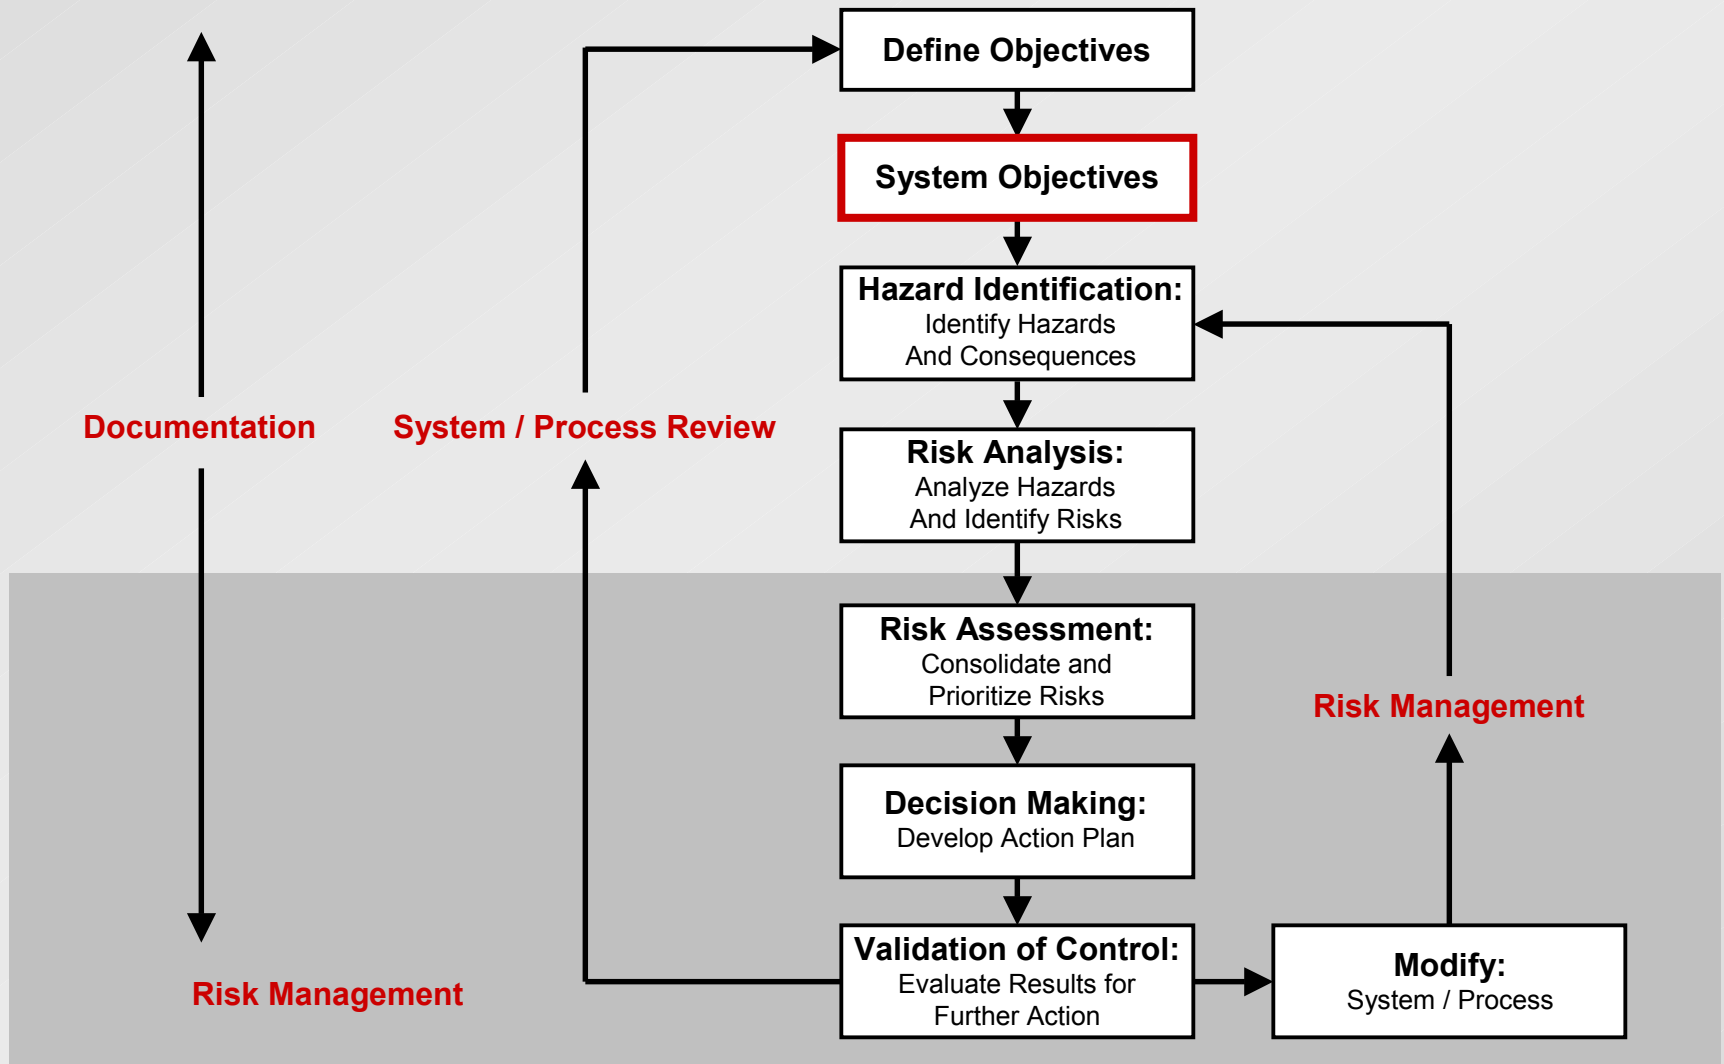 Define Objectives
System Objectives
Hazard Identification:
Identify Hazards
And Consequences
Documentation
System / Process Review
Risk Analysis:
Analyze Hazards
And Identify Risks
Risk Assessment:
Consolidate and
Prioritize Risks
Risk Management
Decision Making:
Develop Action Plan
Validation of Control:
Evaluate Results for
Further Action
Modify:
System / Process
Risk Management